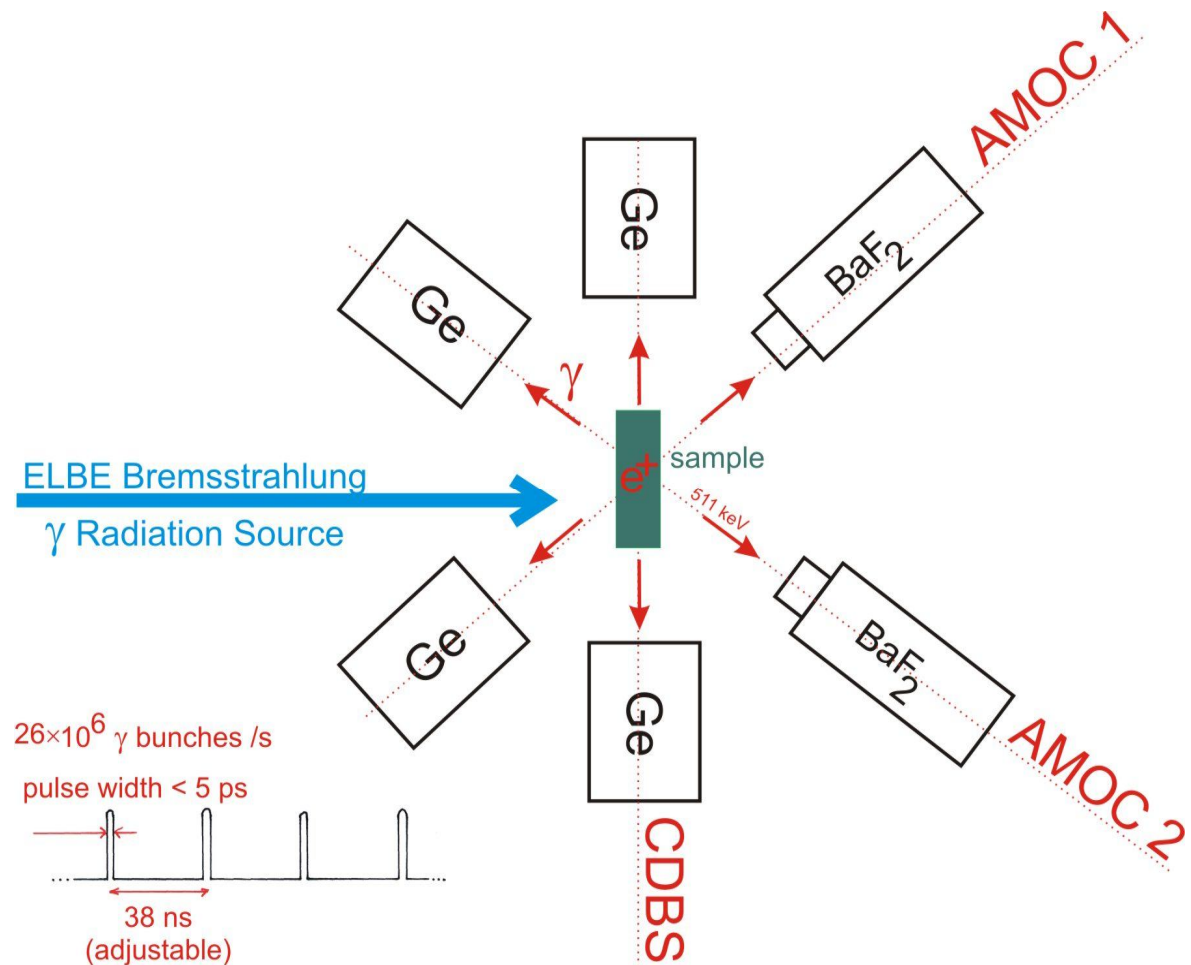 AMOC 1
Ge
BaF2
Ge
γ
ELBE Bremsstrahlung
γ Radiation Source
e+
sample
511 keV
Ge
Ge
BaF2
AMOC 2
CDBS
26×10^6 γ bunches /s
pulse width < 5 ps
... ...
38 ns
(adjustable)